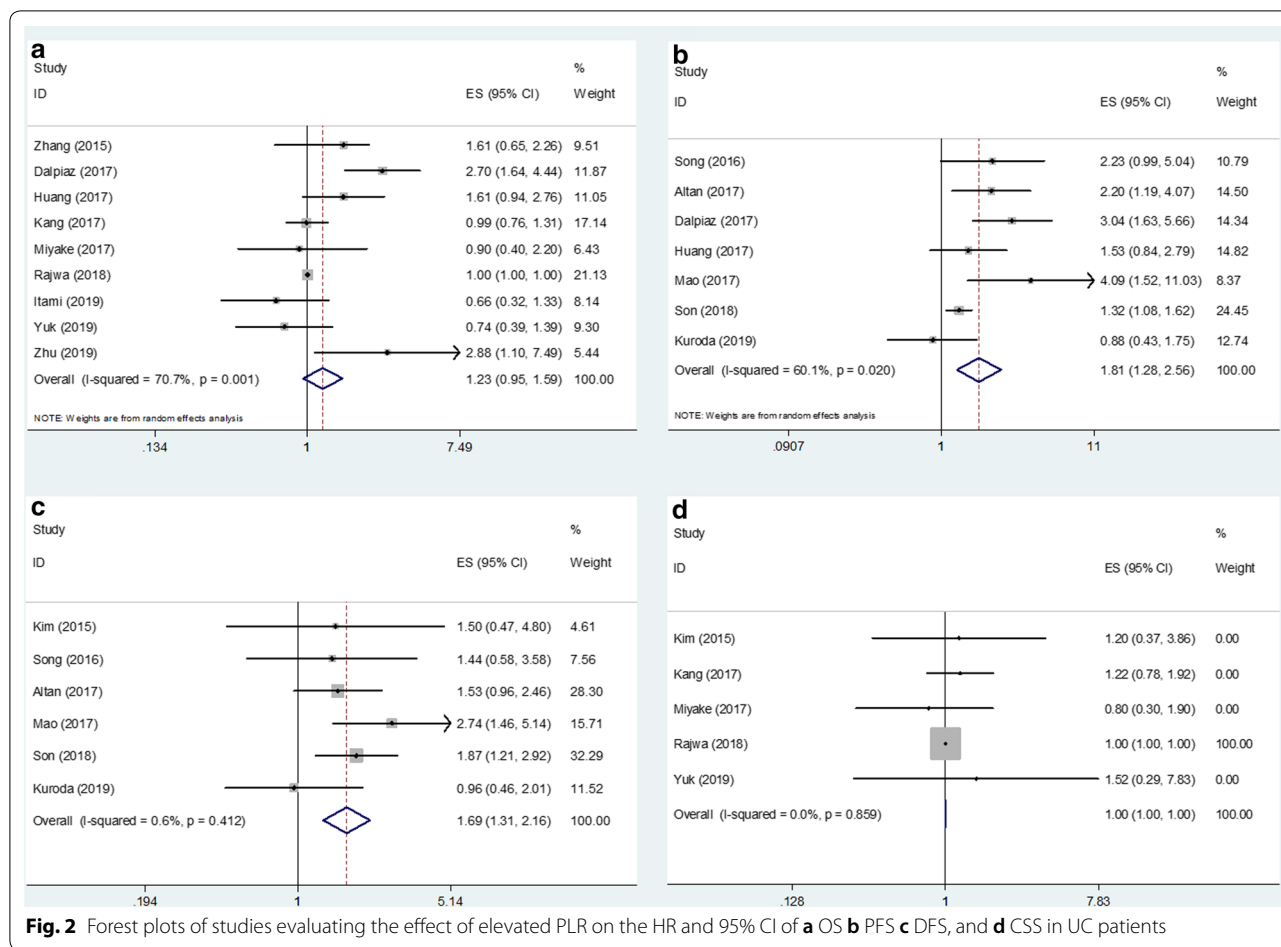 a
Study %
ID ES (95% CI) Weight
Zhang (2015) 1.61 (0.65, 2.26) 9.51
Dalpiaz (2017) 2.70 (1.64, 4.44) 11.87
Huang (2017) 1.61 (0.94, 2.76) 11.05
Kang (2017) 0.99 (0.76, 1.31) 17.14
Miyake (2017) 0.90 (0.40, 2.20) 6.43
Rajwa (2018) 1.00 (1.00, 1.00) 21.13
Itami (2019) 0.66 (0.32, 1.33) 8.14
Yuk (2019) 0.74 (0.39, 1.39) 9.30
Zhu (2019) 2.88 (1.10, 7.49) 5.44
Overall (I-squared = 70.7%, p = 0.001) 1.23 (0.95, 1.59) 100.00
NOTE: Weights are from random effects analysis
.134 1 7.49
b
Study %
ID ES (95% CI) Weight
Song (2016) 2.23 (0.99, 5.04) 10.79
Altan (2017) 2.20 (1.19, 4.07) 14.50
Dalpiaz (2017) 3.04 (1.63, 5.66) 14.34
Huang (2017) 1.53 (0.84, 2.79) 14.82
Mao (2017) 4.09 (1.52, 11.03) 8.37
Son (2018) 1.32 (1.08, 1.62) 24.45
Kuroda (2019) 0.88 (0.43, 1.75) 12.74
Overall (I-squared = 60.1%, p = 0.020) 1.81 (1.28, 2.56) 100.00
NOTE: Weights are from random effects analysis
.0907 1 11
c
Study %
ID ES (95% CI) Weight
Kim (2015) 1.50 (0.47, 4.80) 4.61
Song (2016) 1.44 (0.58, 3.58) 7.56
Altan (2017) 1.53 (0.96, 2.46) 28.30
Mao (2017) 2.74 (1.46, 5.14) 15.71
Son (2018) 1.87 (1.21, 2.92) 32.29
Kuroda (2019) 0.96 (0.46, 2.01) 11.52
Overall (I-squared = 0.6%, p = 0.412) 1.69 (1.31, 2.16) 100.00
.194 1 5.14
d
Study %
ID ES (95% CI) Weight
Kim (2015) 1.20 (0.37, 3.86) 0.00
Kang (2017) 1.22 (0.78, 1.92) 0.00
Miyake (2017) 0.80 (0.30, 1.90) 0.00
Rajwa (2018) 1.00 (1.00, 1.00) 100.00
Yuk (2019) 1.52 (0.29, 7.83) 0.00
Overall (I-squared = 0.0%, p = 0.859) 1.00 (1.00, 1.00) 100.00
.128 1 7.83
Fig. 2 Forest plots of studies evaluating the effect of elevated PLR on the HR and 95% CI of a OS b PFS c DFS, and d CSS in UC patients